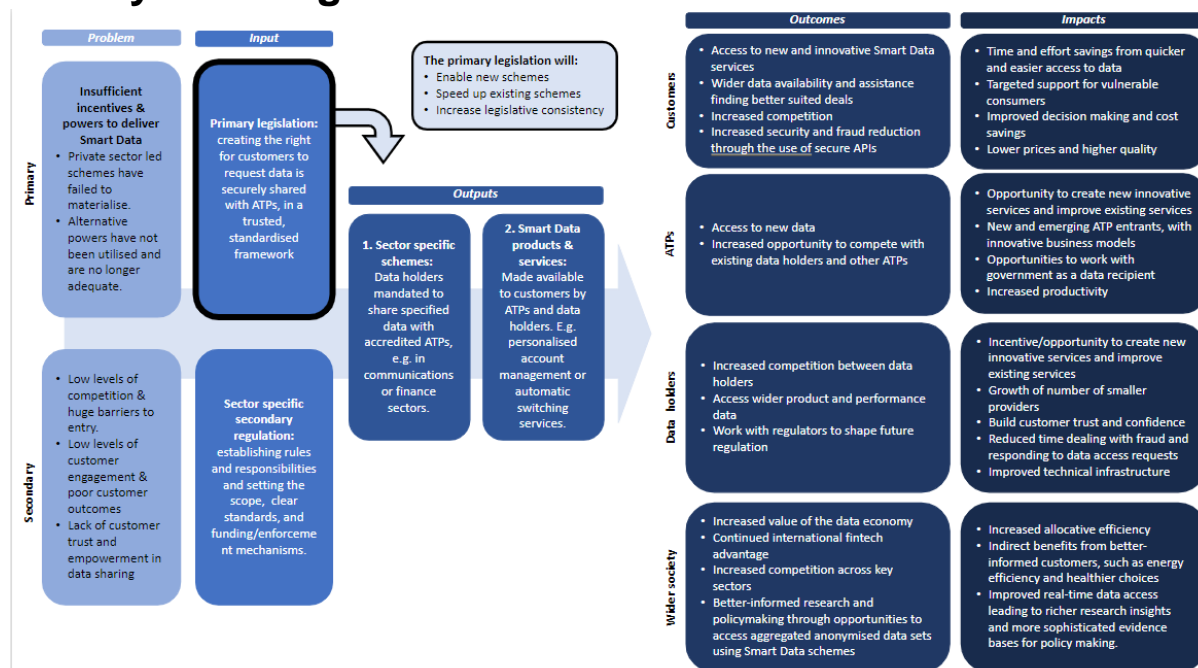 Problem
Input
Insufficient
incentives &
powers to deliver
Smart Data
• Private sector led
schemes have
failed to
materialise.
• Alternative
powers have not
been utilised and
are no longer
adequate.
Primary
Primary legislation:
creating the right
for customers to
request data is
securely shared
with ATPs, in a
trusted,
standardised
framework
The primary legislation will:
• Enable new schemes
• Speed up existing schemes
• Increase legislative consistency
• Low levels of
competition &
huge barriers to
entry.
• Low levels of
customer
engagement &
poor customer
outcomes
• Lack of customer
trust and
empowerment in
data sharing
Secondary
Sector specific
secondary
regulation:
establishing rules
and responsibilities
and setting the
scope, clear
standards, and
funding/enforceme
nt mechanisms.
Outputs
1. Sector specific
schemes:
Data holders
mandated to
share specified
data with
accredited ATPs,
e.g. in
communications
or finance
sectors.
2. Smart Data
products &
services:
Made available
to customers by
ATPs and data
holders. E.g.
personalised
account
management or
automatic
switching
services.
Outcomes
Impacts
Customers
• Access to new and innovative Smart Data
services
• Wider data availability and assistance
finding better suited deals
• Increased competition
• Increased security and fraud reduction
through the use of secure APIs
• Time and effort savings from quicker
and easier access to data
• Targeted support for vulnerable
consumers
• Improved decision making and cost
savings
• Lower prices and higher quality
ATPs
• Access to new data
• Increased opportunity to compete with
existing data holders and other ATPs
• Opportunity to create new innovative
services and improve existing services
• New and emerging ATP entrants, with
innovative business models
• Opportunities to work with
government as a data recipient
• Increased productivity
Data holders
• Increased competition between data
holders
• Access wider product and performance
data
• Work with regulators to shape future
regulation
• Incentive/opportunity to create new
innovative services and improve
existing services
• Growth of number of smaller
providers
• Build customer trust and confidence
• Reduced time dealing with fraud and
responding to data access requests
• Improved technical infrastructure
Wider society
• Increased value of the data economy
• Continued international fintech
advantage
• Increased competition across key
sectors
• Better-informed research and
policymaking through opportunities to
access aggregated anonymised data sets
using Smart Data schemes
• Increased allocative efficiency
• Indirect benefits from better-
informed customers, such as energy
efficiency and healthier choices
• Improved real-time data access
leading to richer research insights
and more sophisticated evidence
bases for policy making.